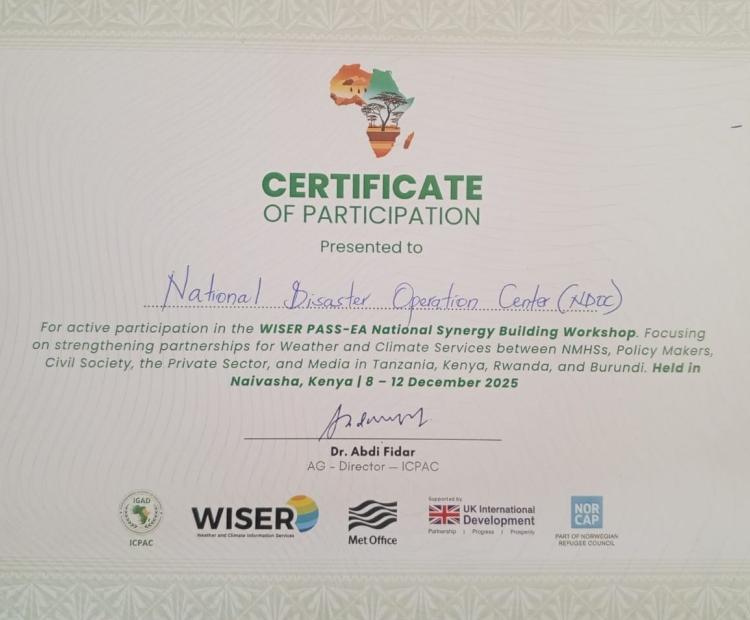 CERTIFICATE
OF PARTICIPATION
Presented to
National Disaster Operation Center (NDOC)
For active participation in the WISER PASS-EA National Synergy Building Workshop. Focusing
on strengthening partnerships for Weather and Climate Services between NMHSs, Policy Makers,
Civil Society, the Private Sector, and Media in Tanzania, Kenya, Rwanda, and Burundi. Held in
Naivasha, Kenya | 8 – 12 December 2025
Dr. Abdi Fidar
AG - Director — ICPAC
IGAD
ICPAC
WISER
Weather and Climate Information Services
Met Office
Supported by
UK International
Development
Partnership | Progress | Prosperity
NOR
CAP
PART OF NORWEGIAN
REFUGEE COUNCIL